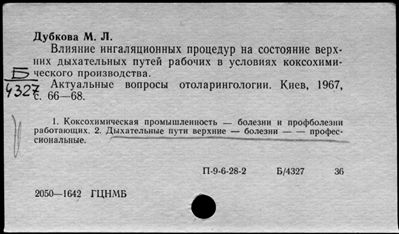 Дубкова М. Л.
Влияние ингаляционных процедур на состояние верх-
них дыхательных путей рабочих в условиях коксохими-
Б ческого производства.
4327 Актуальные вопросы отоларингологии. Киев, 1967,
с. 66—68.
1. Коксохимическая промышленность — болезни и профболезни
работающих. 2. Дыхательные пути верхние — болезни — — профес-
сиональные.
П-9-6-28-2 Б/4327 36
2050—1642 ГЦНМБ